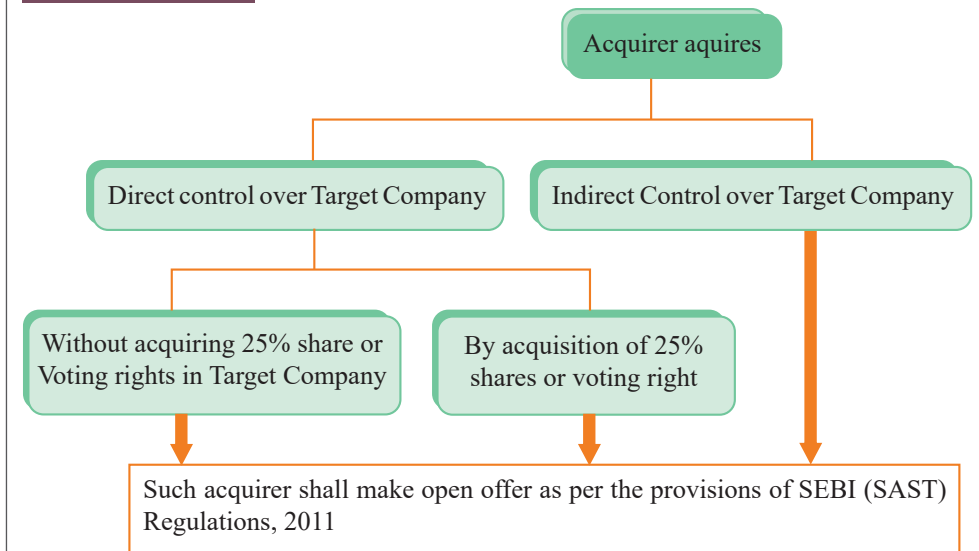 Acquirer aquires
Direct control over Target Company
Indirect Control over Target Company
Without acquiring 25% share or
Voting rights in Target Company
By acquisition of 25%
shares or voting right
Such acquirer shall make open offer as per the provisions of SEBI (SAST)
Regulations, 2011